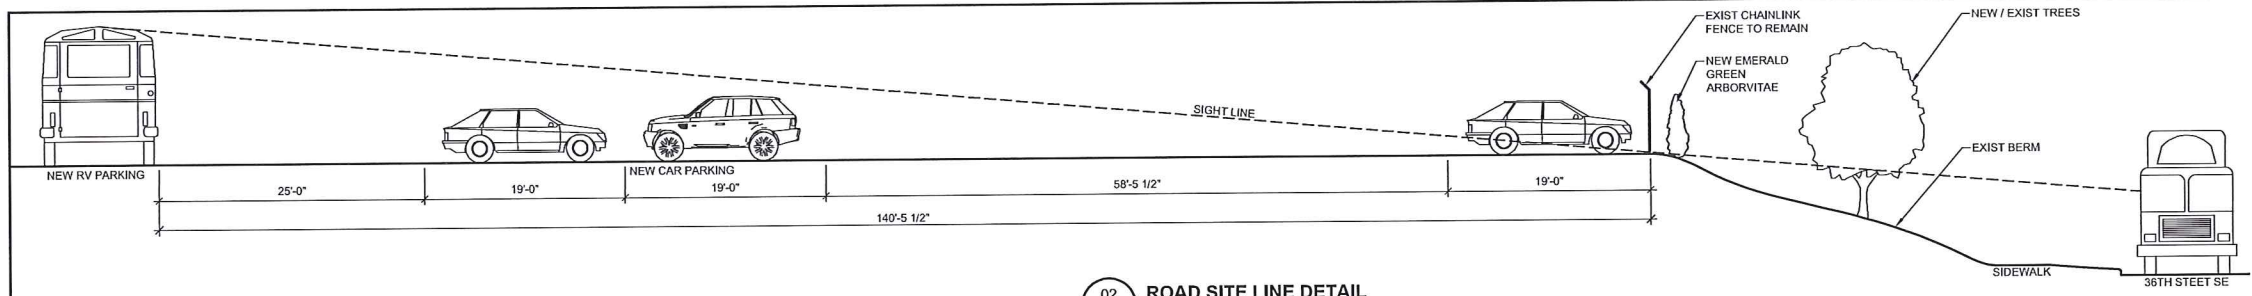 EXIST CHAINLINK
FENCE TO REMAIN
NEW / EXIST TREES
NEW EMERALD
GREEN
ARBORVITAE
SIGHT LINE
EXIST BERM
NEW RV PARKING
NEW CAR PARKING
25'-0"
19'-0"
19'-0"
58'-5 1/2"
19'-0"
140'-5 1/2"
SIDEWALK
36TH STEET SE
02
ROAD SITE LINE DETAIL